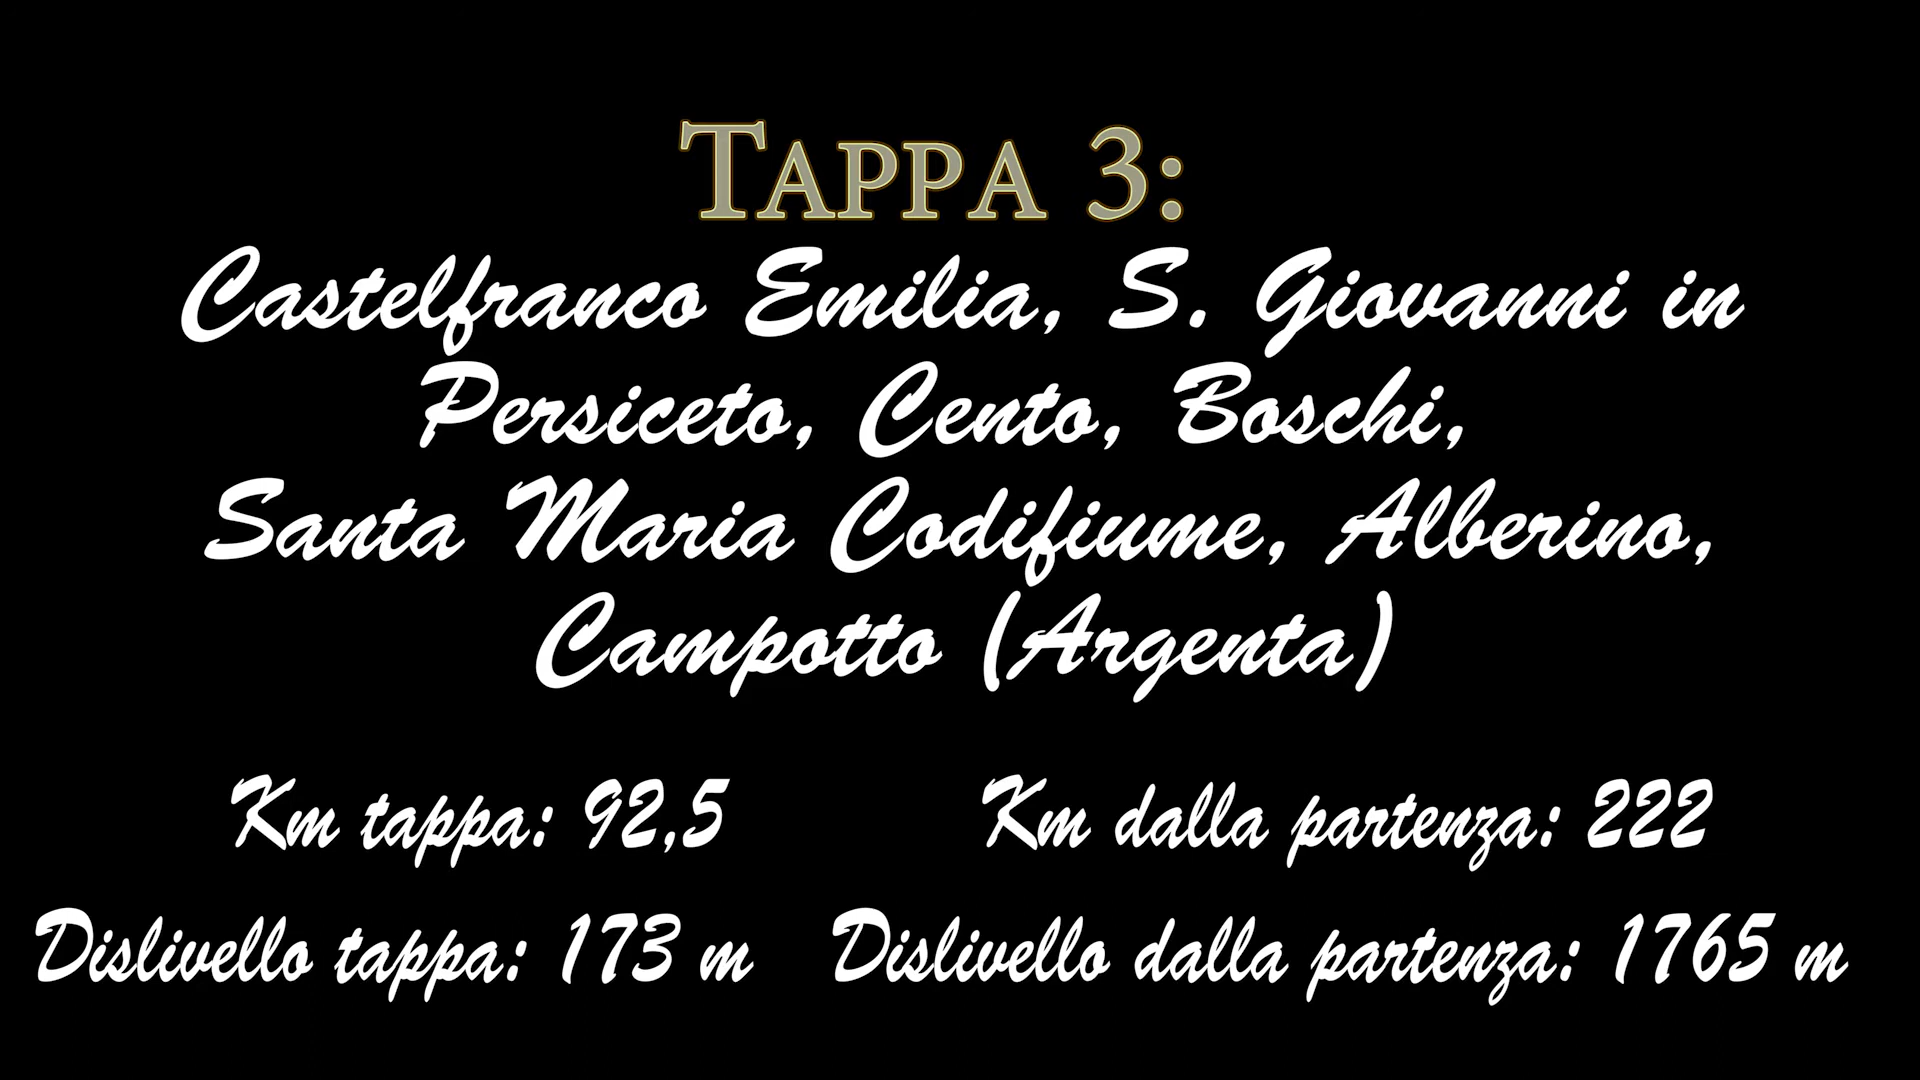 TAPPA 3:
Castelfranco Emilia, S. Giovanni in
Persiceto, Cento, Boschi,
Santa Maria Codifiume, Alberino,
Campotto (Argenta)
Km tappa: 92,5 Km dalla partenza: 222
Dislivello tappa: 173 m Dislivello dalla partenza: 1765 m